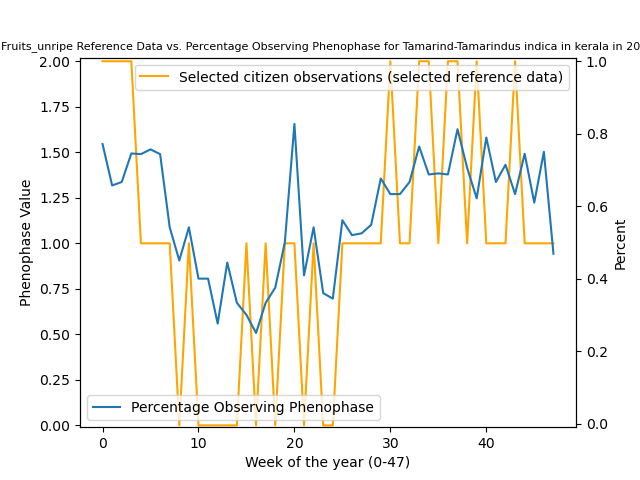 Fruits_unripe Reference Data vs. Percentage Observing Phenophase for Tamarind-Tamarindus indica in kerala in 20
Selected citizen observations (selected reference data)
Percentage Observing Phenophase
Phenophase Value
Percent
2.00
1.75
1.50
1.25
1.00
0.75
0.50
0.25
0.00
1.0
0.8
0.6
0.4
0.2
0.0
0 10 20 30 40
Week of the year (0-47)